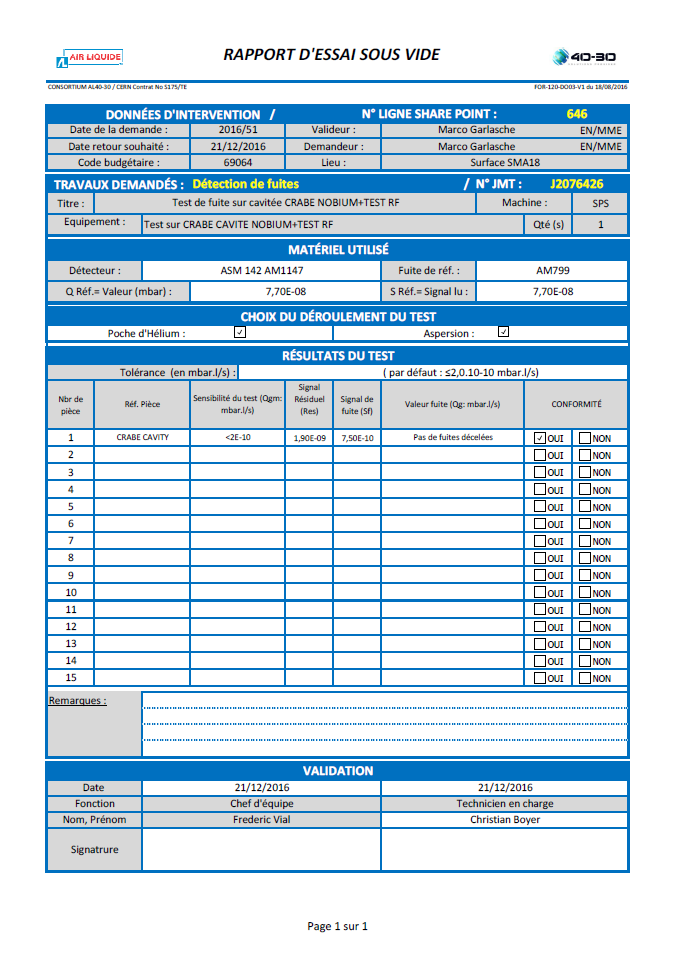 AIR LIQUIDE
RAPPORT D'ESSAI SOUS VIDE
40-30
CONSORTIUM AL40-30 / CERN Contrat No S175/TE
FOR-120-DO03-V1 du 18/08/2016
DONNÉES D'INTERVENTION / N° LIGNE SHARE POINT : 646
Date de la demande : 2016/51 Valideur : Marco Garlasche EN/MME
Date retour souhaité : 21/12/2016 Demandeur : Marco Garlasche EN/MME
Code budgétaire : 69064 Lieu : Surface SMA18
TRAVAUX DEMANDÉS : Détection de fuites / N° JMT : J2076426
Titre : Test de fuite sur cavitée CRABE NOBIUM+TEST RF Machine : SPS
Equipement : Test sur CRABE CAVITE NOBIUM+TEST RF Qté (s) 1
MATÉRIEL UTILISÉ
Détecteur : ASM 142 AM1147 Fuite de réf. : AM799
Q Réf.= Valeur (mbar) : 7,70E-08 S Réf.= Signal lu : 7,70E-08
CHOIX DU DÉROULEMENT DU TEST
Poche d'Hélium : ✓ Aspersion : ✓
RÉSULTATS DU TEST
Tolérance (en mbar.l/s) : ( par défaut : ≤2,0.10-10 mbar.l/s)
Nbr de pièce Réf. Pièce Sensibilité du test (Qgm: mbar.l/s) Signal Résiduel (Res) Signal de fuite (Sf) Valeur fuite (Qg: mbar.l/s) CONFORMITÉ
1 CRABE CAVITY <2E-10 1,90E-09 7,50E-10 Pas de fuites décelées ✓ OUI NON
2 OUI NON
3 OUI NON
4 OUI NON
5 OUI NON
6 OUI NON
7 OUI NON
8 OUI NON
9 OUI NON
10 OUI NON
11 OUI NON
12 OUI NON
13 OUI NON
14 OUI NON
15 OUI NON
Remarques :
VALIDATION
Date 21/12/2016 21/12/2016
Fonction Chef d'équipe Technicien en charge
Nom, Prénom Frederic Vial Christian Boyer
Signatrure
Page 1 sur 1